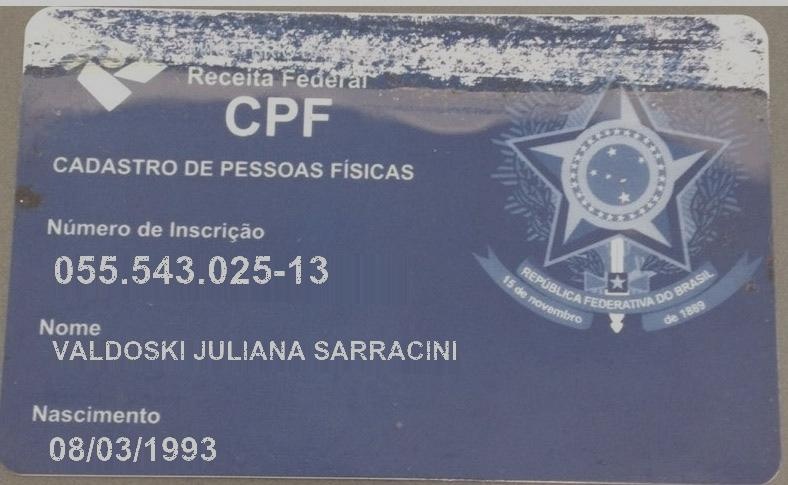 Receita Federal
CPF
CADASTRO DE PESSOAS FÍSICAS
Número de Inscrição
055.543.025-13
Nome
VALDOSKI JULIANA SARRACINI
Nascimento
08/03/1993
REPÚBLICA FEDERATIVA DO BRASIL
15 de novembro
de 1889